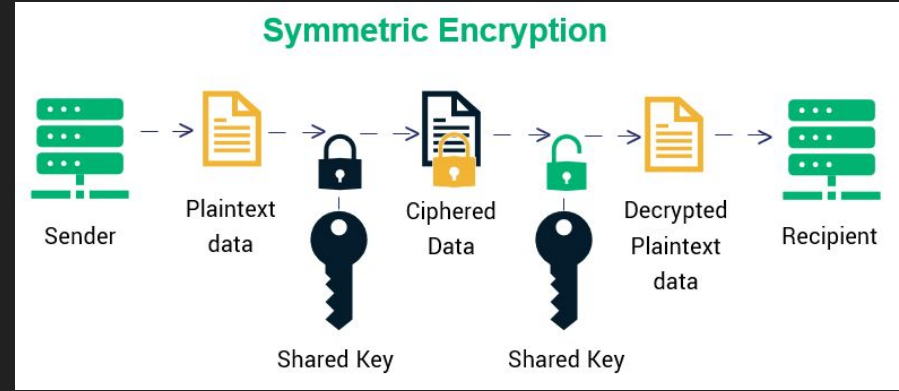 Symmetric Encryption
Sender
Plaintext
data
Ciphered
Data
Decrypted
Plaintext
data
Recipient
Shared Key
Shared Key